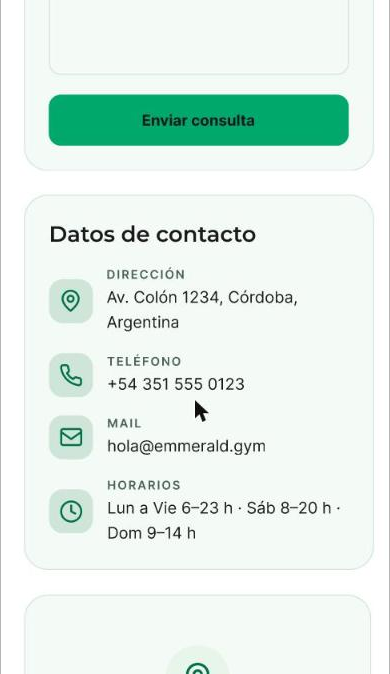 Enviar consulta
Datos de contacto
DIRECCIÓN
Av. Colón 1234, Córdoba,
Argentina
TELÉFONO
+54 351 555 0123
MAIL
hola@emmerald.gym
HORARIOS
Lun a Vie 6–23 h · Sáb 8–20 h ·
Dom 9–14 h